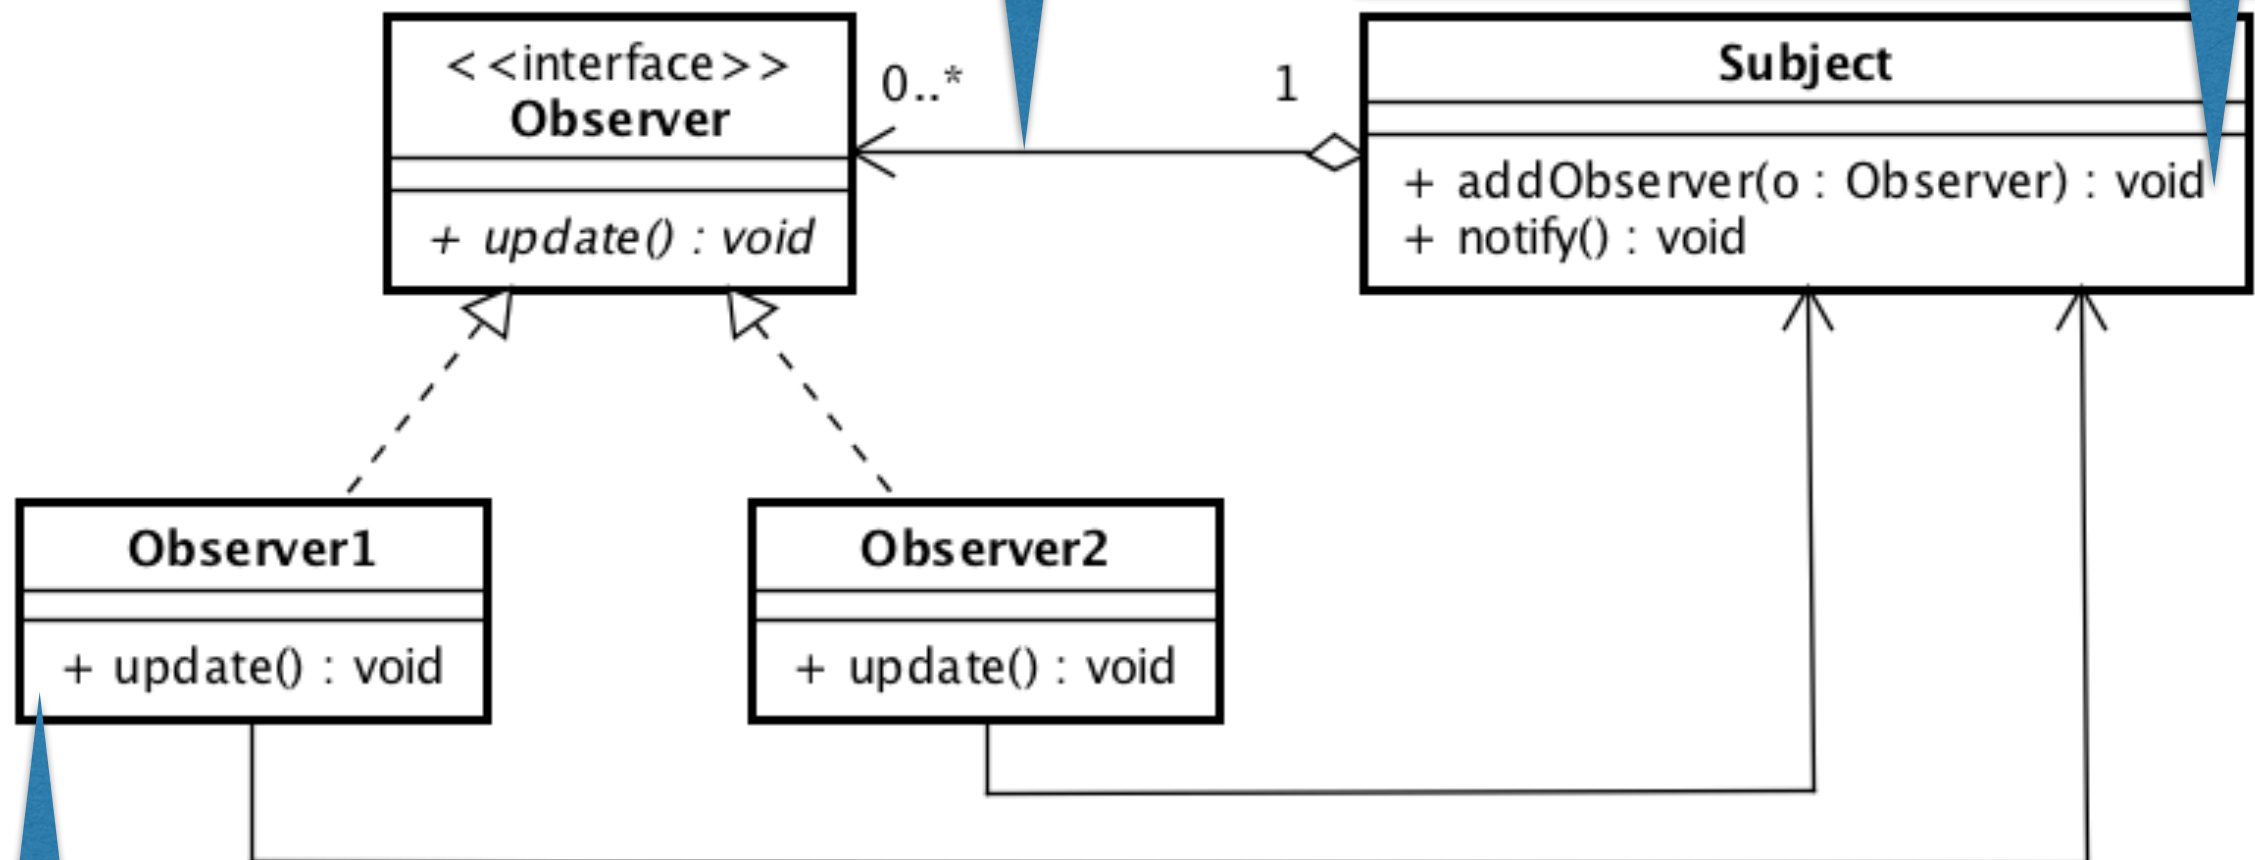 <<interface>>
Observer
+ update() : void
0..*
1
Subject
+ addObserver(o : Observer) : void
+ notify() : void
Observer1
+ update() : void
Observer2
+ update() : void